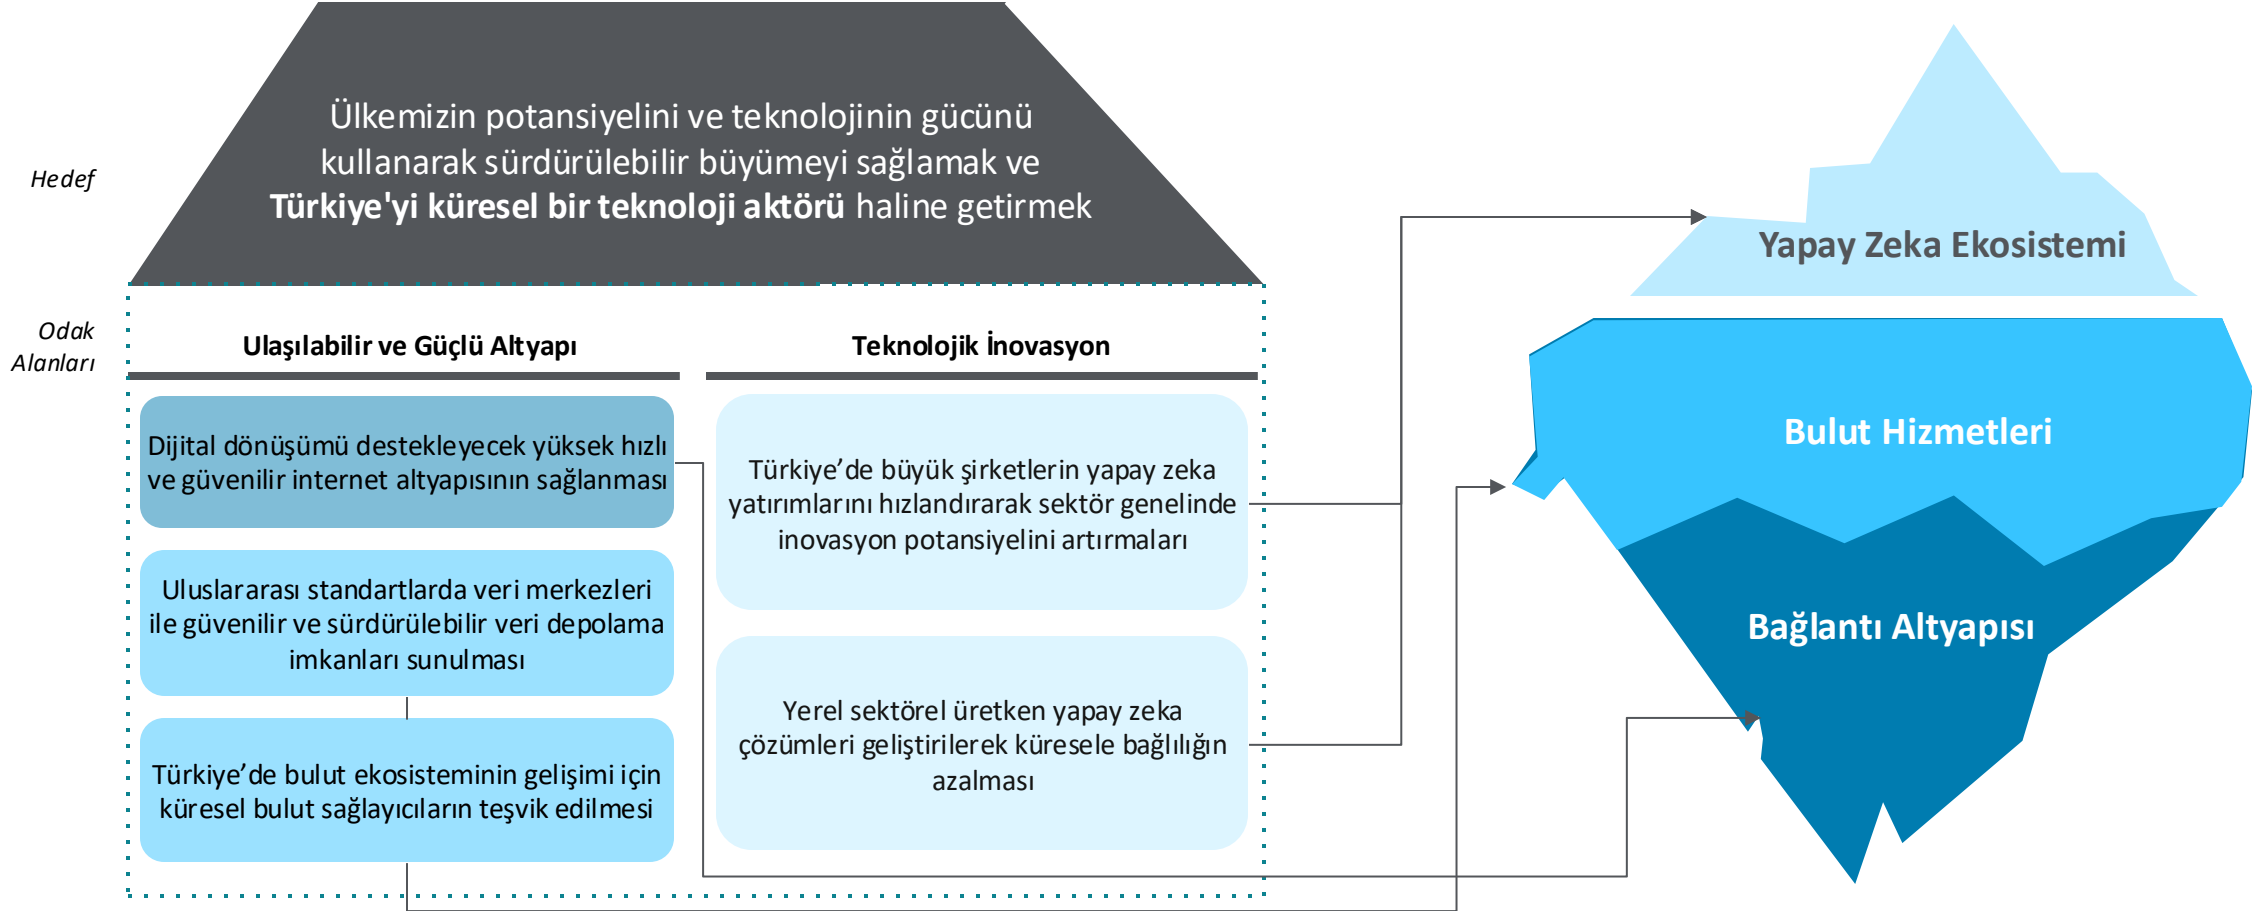 Hedef
Ülkemizin potansiyelini ve teknolojinin gücünü
kullanarak sürdürülebilir büyümeyi sağlamak ve
Türkiye'yi küresel bir teknoloji aktörü haline getirmek
Odak
Alanları
Ulaşılabilir ve Güçlü Altyapı
Dijital dönüşümü destekleyecek yüksek hızlı
ve güvenilir internet altyapısının sağlanması
Uluslararası standartlarda veri merkezleri
ile güvenilir ve sürdürülebilir veri depolama
imkanları sunulması
Türkiye’de bulut ekosisteminin gelişimi için
küresel bulut sağlayıcıların teşvik edilmesi
Teknolojik İnovasyon
Türkiye’de büyük şirketlerin yapay zeka
yatırımlarını hızlandırarak sektör genelinde
inovasyon potansiyelini artırmaları
Yerel sektörel üretken yapay zeka
çözümleri geliştirilerek küresele bağlılığın
azalması
Yapay Zeka Ekosistemi
Bulut Hizmetleri
Bağlantı Altyapısı